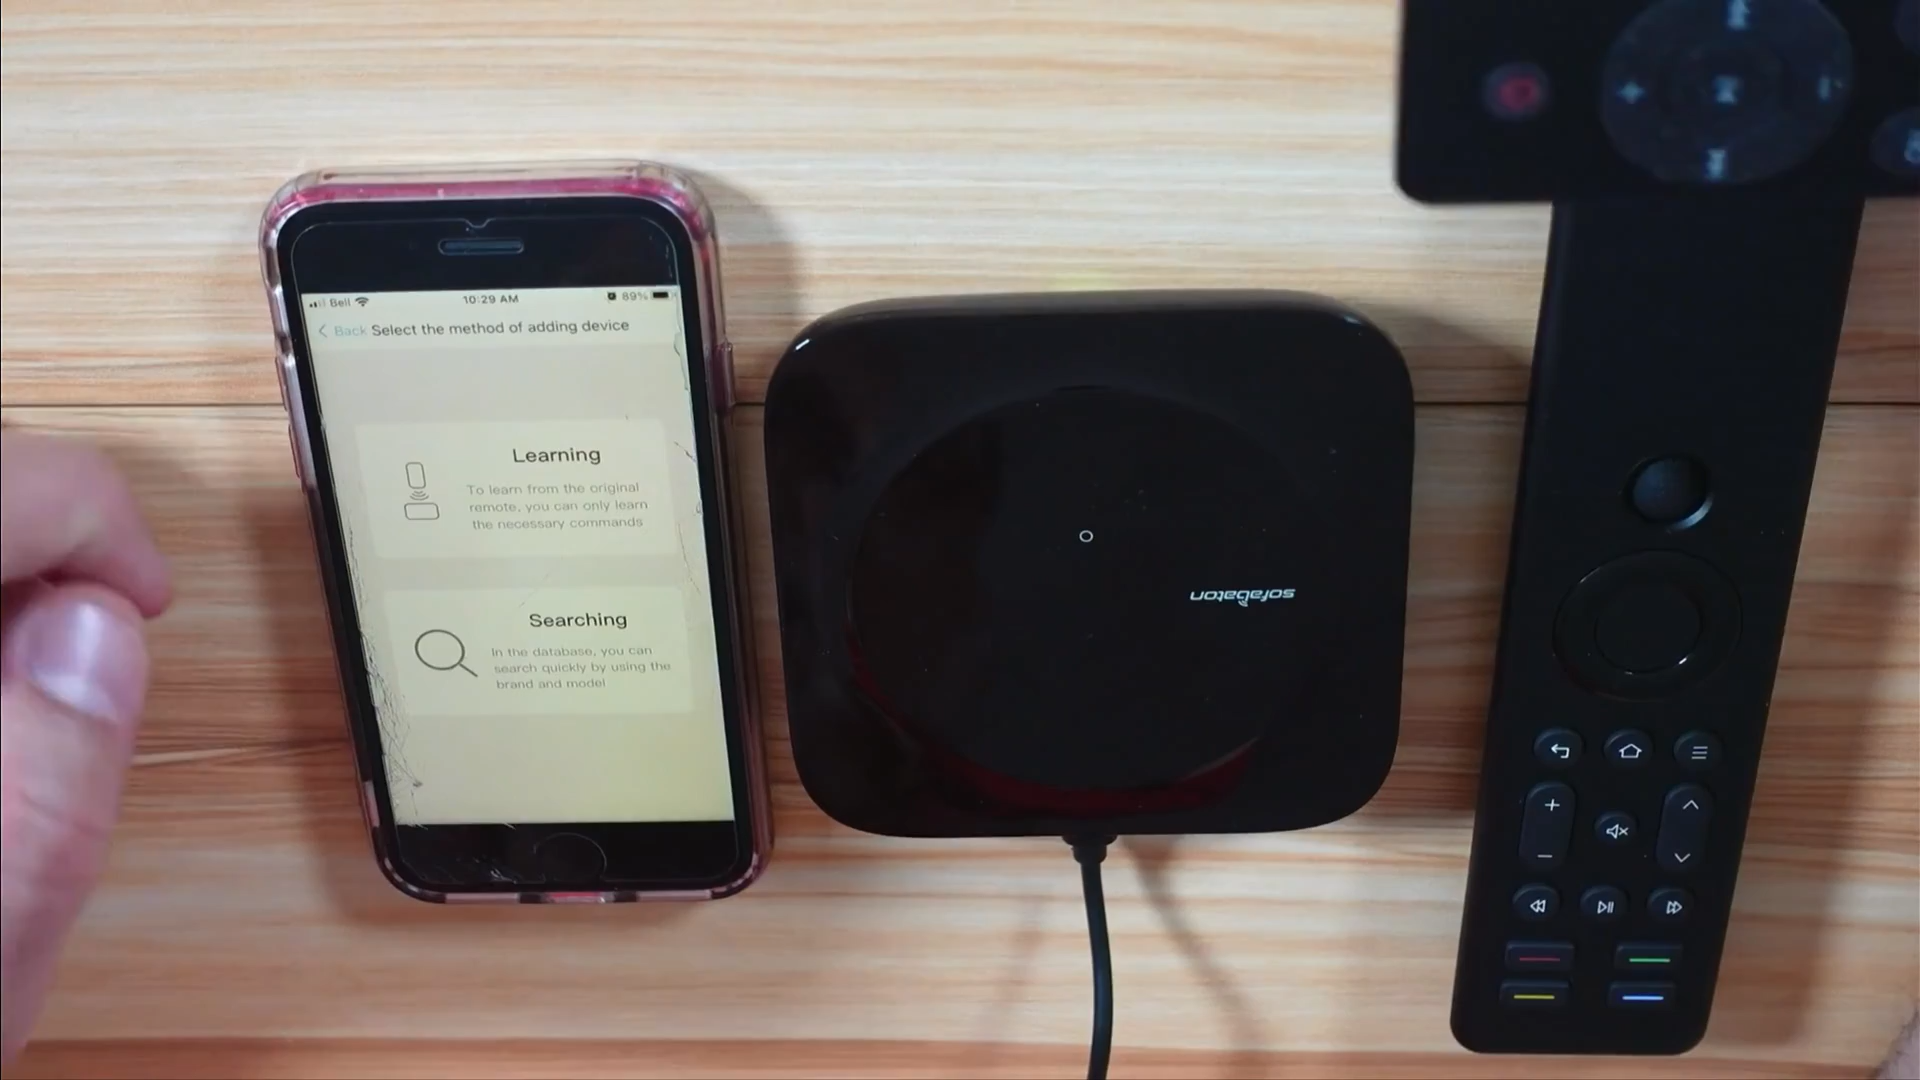 Bell
10:29 AM
89%
Back Select the method of adding device
Learning
To learn from the original
remote, you can only learn
the necessary commands
Searching
In the database, you can
search quickly by using the
brand and model
sofabaton